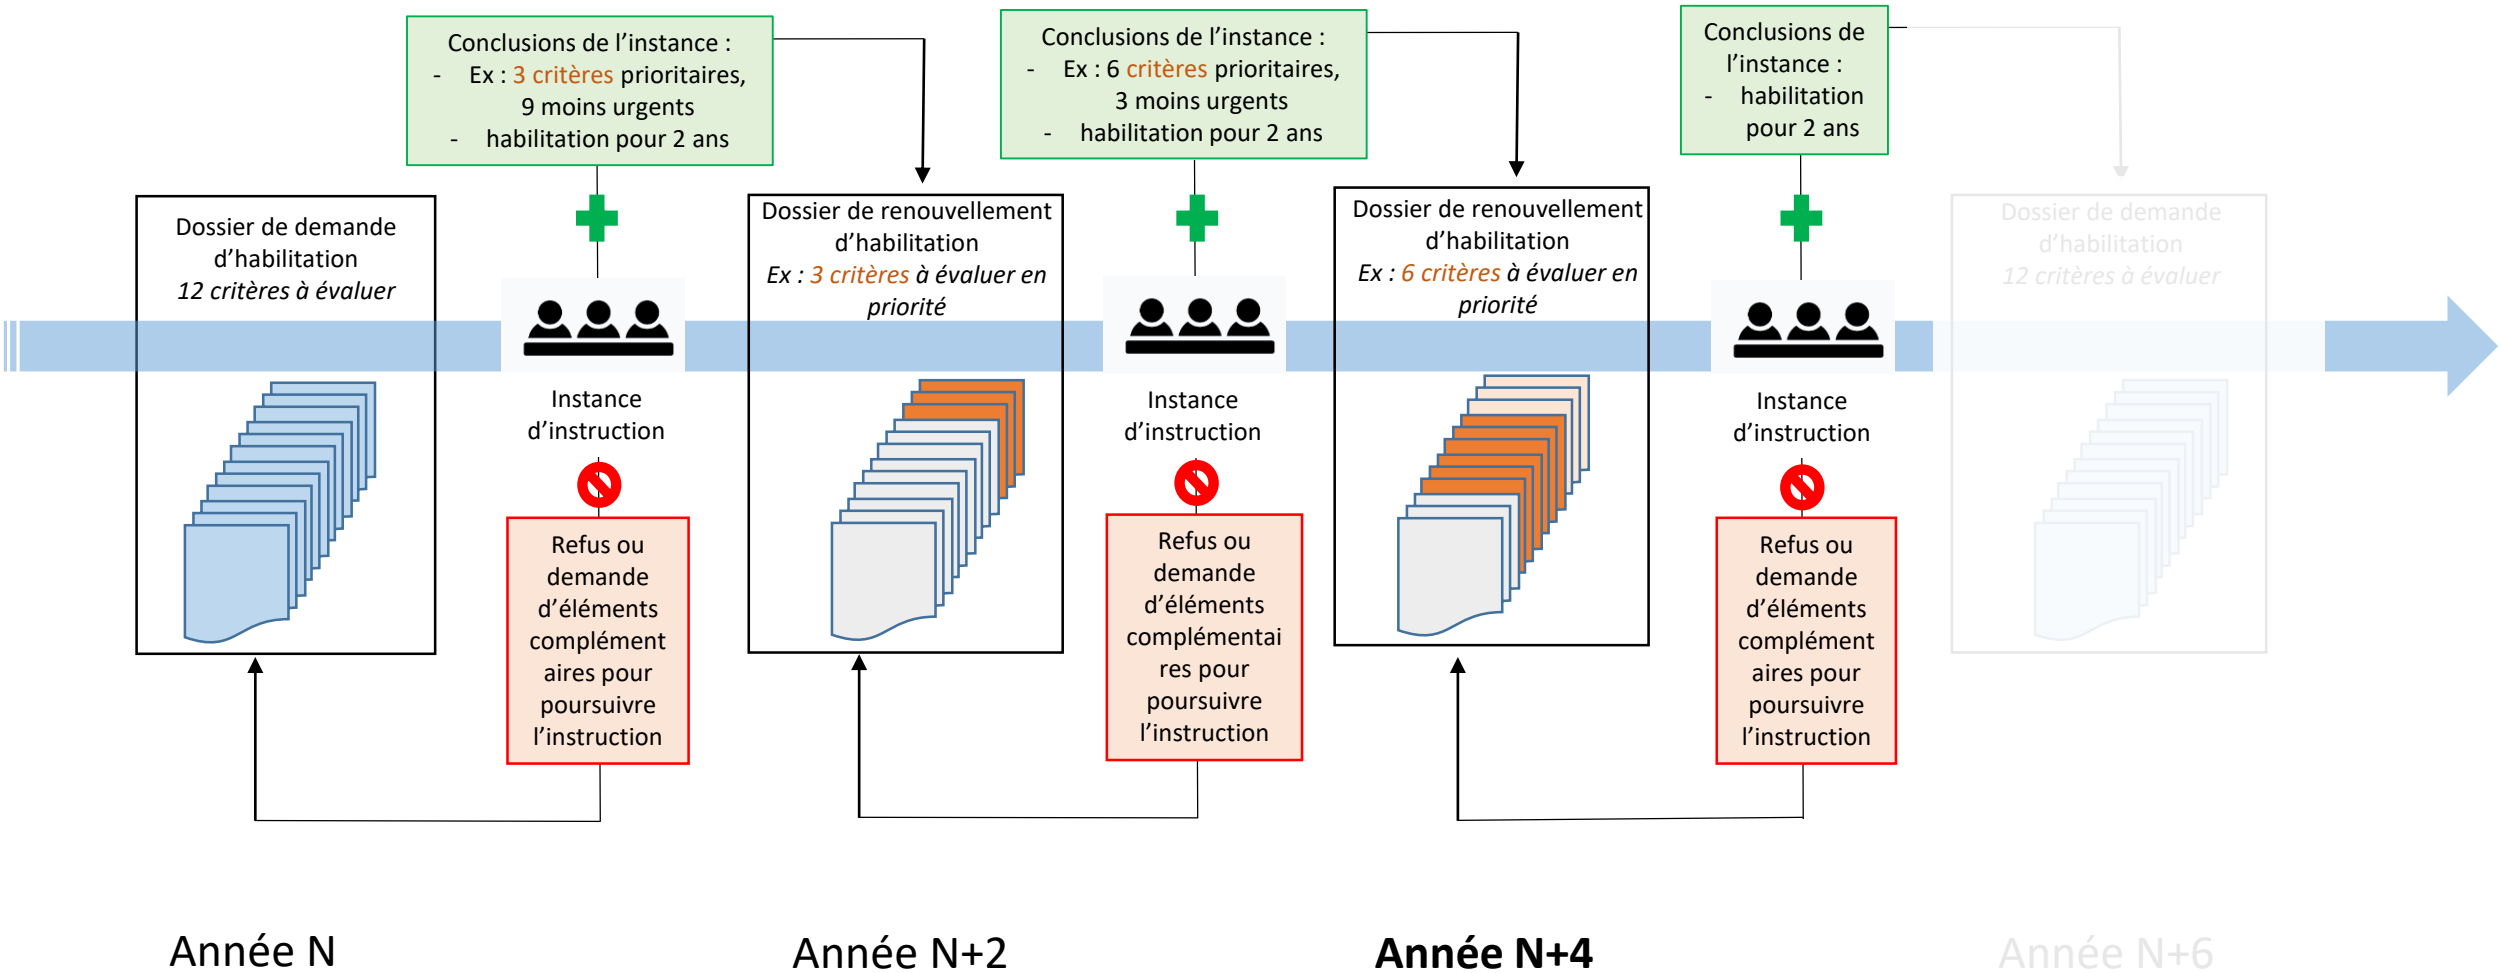 Conclusions de l’instance :
- Ex : 3 critères prioritaires,
9 moins urgents
- habilitation pour 2 ans
Conclusions de l’instance :
- Ex : 6 critères prioritaires,
3 moins urgents
- habilitation pour 2 ans
Conclusions de
l’instance :
- habilitation
pour 2 ans
Dossier de demande
d’habilitation
12 critères à évaluer
Dossier de renouvellement
d’habilitation
Ex : 3 critères à évaluer en
priorité
Dossier de renouvellement
d’habilitation
Ex : 6 critères à évaluer en
priorité
Dossier de demande
d’habilitation
12 critères à évaluer
Instance
d’instruction
Instance
d’instruction
Instance
d’instruction
Refus ou
demande
d’éléments
complément
aires pour
poursuivre
l’instruction
Refus ou
demande
d’éléments
complémentai
res pour
poursuivre
l’instruction
Refus ou
demande
d’éléments
complément
aires pour
poursuivre
l’instruction
Année N
Année N+2
Année N+4
Année N+6